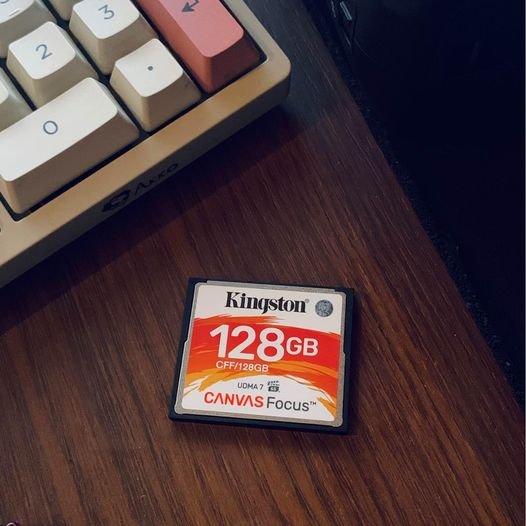 3
2
.
0
AKKO
Kingston®
128GB
CFF/128GB
UDMA 7
CANVAS Focus™